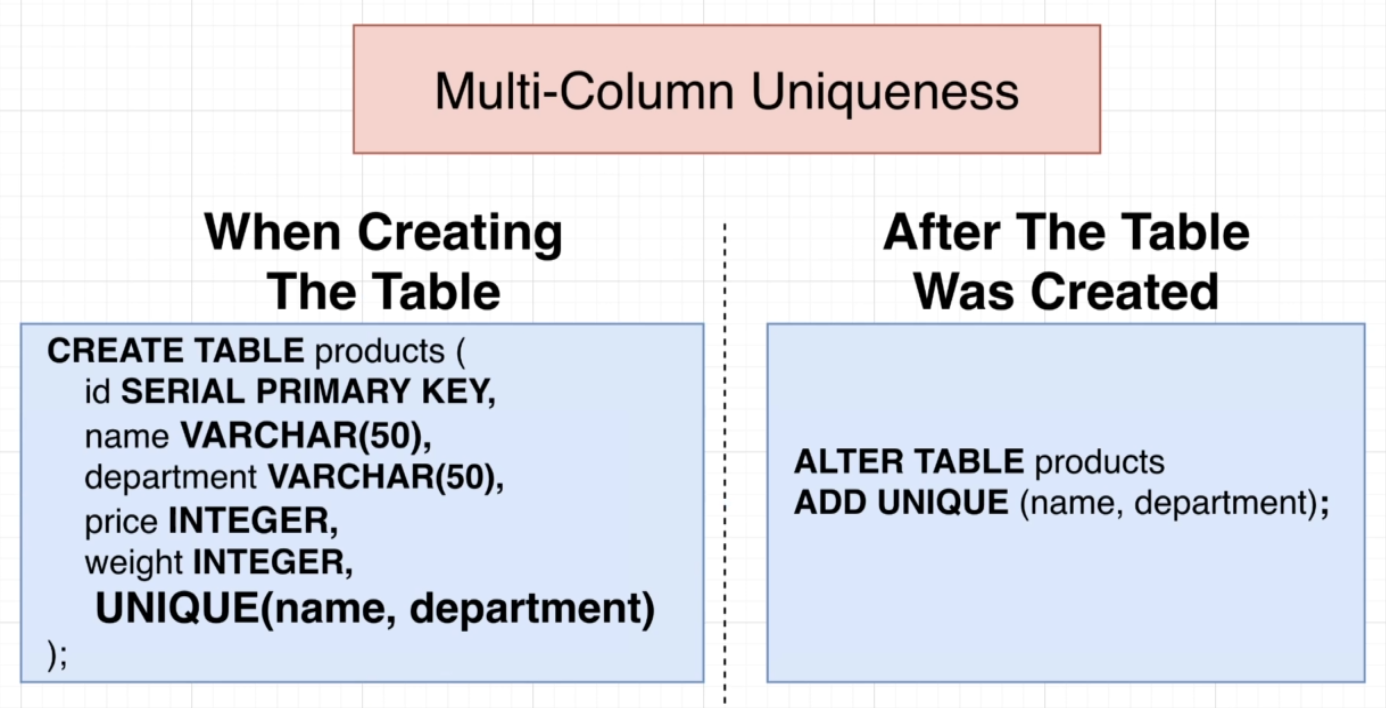 Multi-Column Uniqueness
When Creating
The Table
CREATE TABLE products (
id SERIAL PRIMARY KEY,
name VARCHAR(50),
department VARCHAR(50),
price INTEGER,
weight INTEGER,
UNIQUE(name, department)
);
After The Table
Was Created
ALTER TABLE products
ADD UNIQUE (name, department);